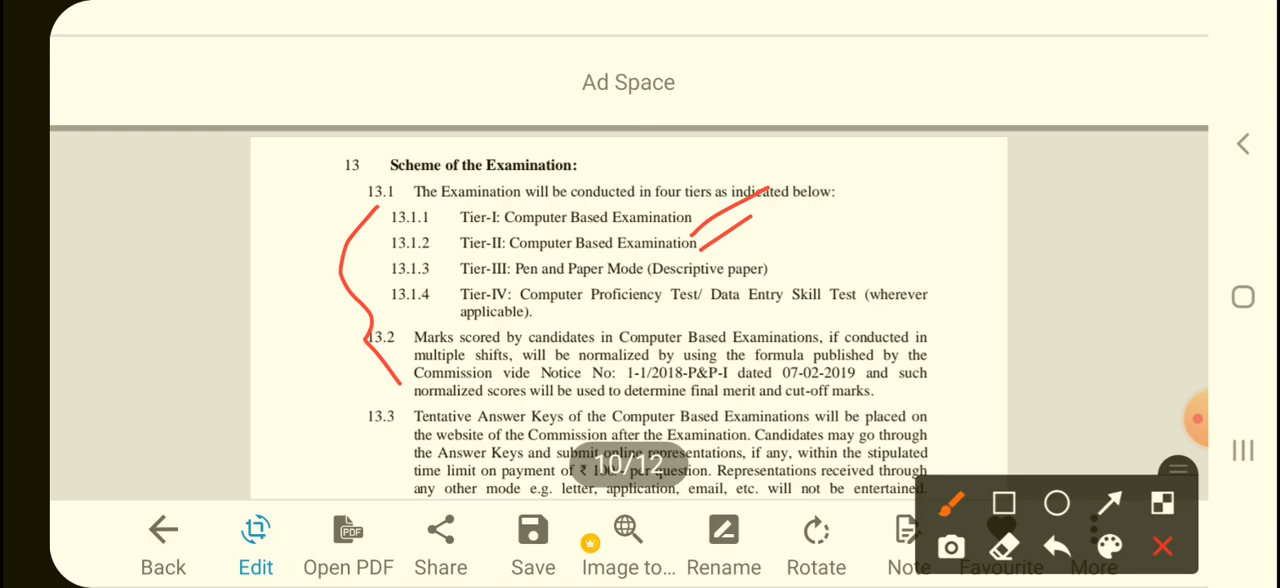 Ad Space
13 Scheme of the Examination:
13.1 The Examination will be conducted in four tiers as indicated below:
13.1.1 Tier-I: Computer Based Examination
13.1.2 Tier-II: Computer Based Examination
13.1.3 Tier-III: Pen and Paper Mode (Descriptive paper)
13.1.4 Tier-IV: Computer Proficiency Test/ Data Entry Skill Test (wherever
applicable).
13.2 Marks scored by candidates in Computer Based Examinations, if conducted in
multiple shifts, will be normalized by using the formula published by the
Commission vide Notice No: 1-1/2018-P&P-I dated 07-02-2019 and such
normalized scores will be used to determine final merit and cut-off marks.
13.3 Tentative Answer Keys of the Computer Based Examinations will be placed on
the website of the Commission after the Examination. Candidates may go through
the Answer Keys and submit online representations, if any, within the stipulated
time limit on payment of ₹ per question. Representations received through
any other mode e.g. letter, application, email, etc. will not be entertained.
10/12
Back Edit Open PDF Share Save Image to... Rename Rotate Note Favourite More
PDF